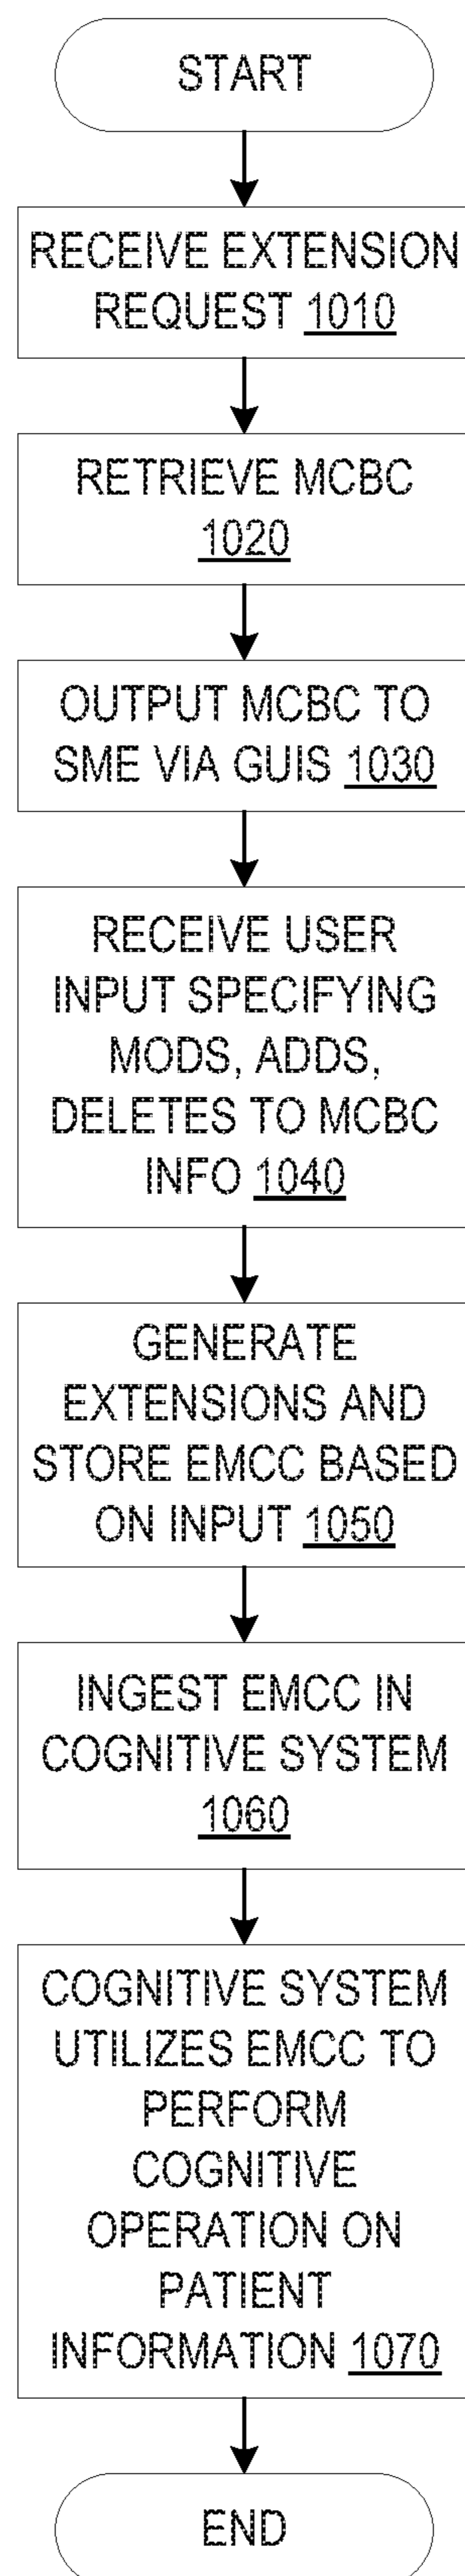 START
RECEIVE EXTENSION
REQUEST 1010
RETRIEVE MCBC
1020
OUTPUT MCBC TO
SME VIA GUIS 1030
RECEIVE USER
INPUT SPECIFYING
MODS, ADDS,
DELETES TO MCBC
INFO 1040
GENERATE
EXTENSIONS AND
STORE EMCC BASED
ON INPUT 1050
INGEST EMCC IN
COGNITIVE SYSTEM
1060
COGNITIVE SYSTEM
UTILIZES EMCC TO
PERFORM
COGNITIVE
OPERATION ON
PATIENT
INFORMATION 1070
END